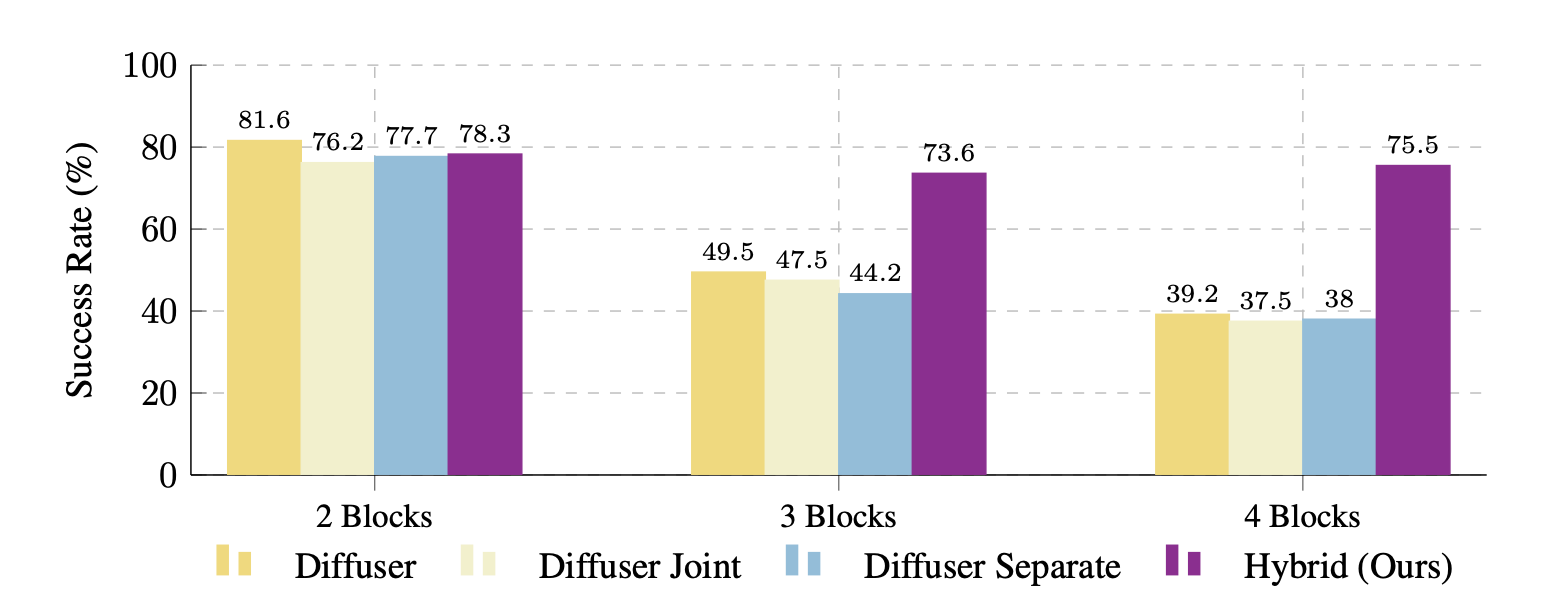 100
80
60
40
20
0
Success Rate (%)
81.6 76.2 77.7 78.3
49.5 47.5 44.2 73.6
39.2 37.5 38 75.5
2 Blocks 3 Blocks 4 Blocks
Diffuser Diffuser Joint Diffuser Separate Hybrid (Ours)